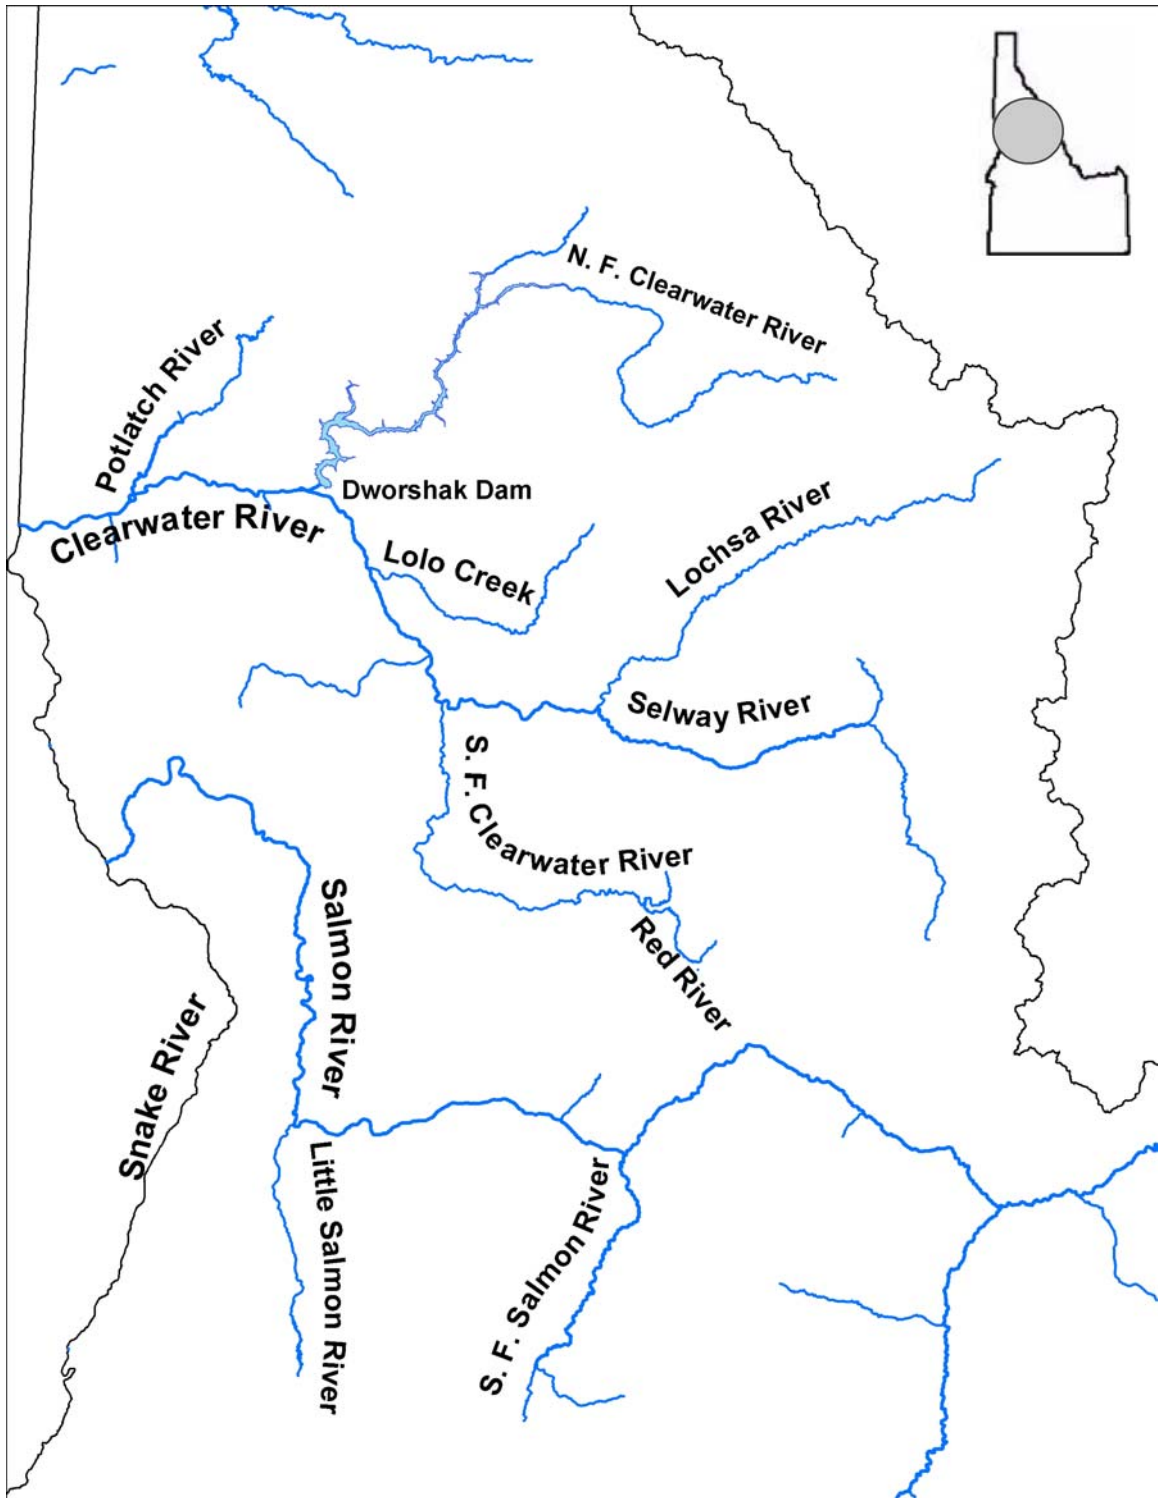 N. F. Clearwater River
Potlatch River
Dworshak Dam
Clearwater River
Lochsa River
Lolo Creek
Selway River
S. F. Clearwater River
Salmon River
Red River
Snake River
Little Salmon River
S. F. Salmon River